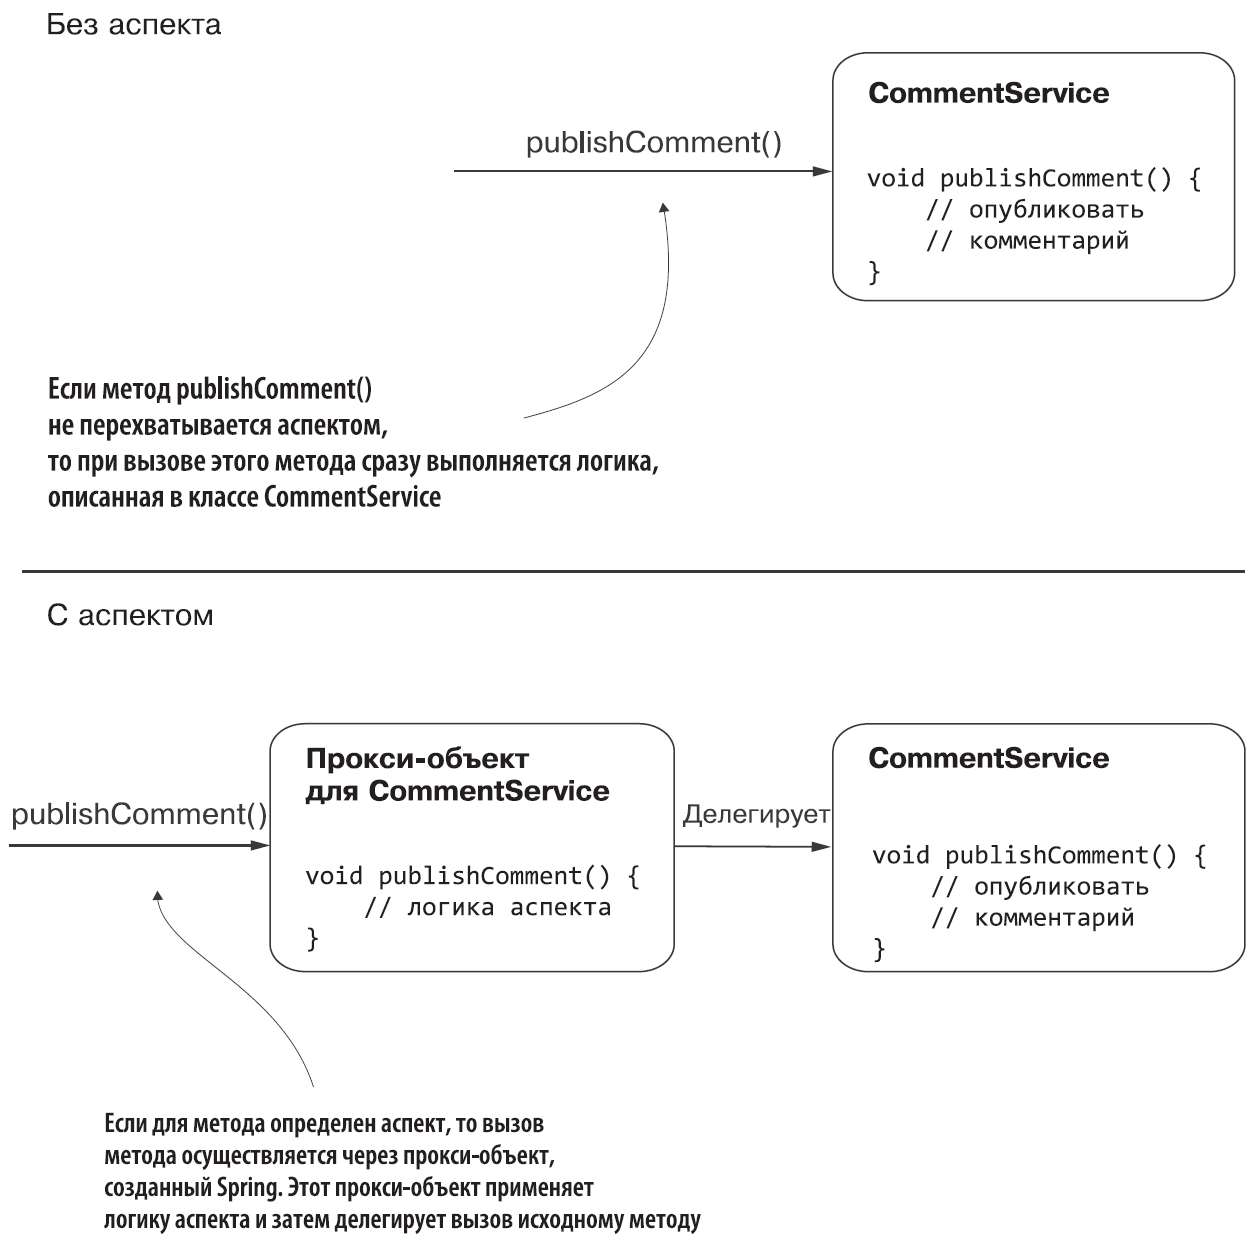 Без аспекта
CommentService
publishComment()
void publishComment() {
// опубликовать
// комментарий
}
Если метод publishComment()
не перехватывается аспектом,
то при вызове этого метода сразу выполняется логика,
описанная в классе CommentService
С аспектом
publishComment()
Прокси-объект
для CommentService
void publishComment() {
// логика аспекта
}
Делегирует
CommentService
void publishComment() {
// опубликовать
// комментарий
}
Если для метода определен аспект, то вызов
метода осуществляется через прокси-объект,
созданный Spring. Этот прокси-объект применяет
логику аспекта и затем делегирует вызов исходному методу